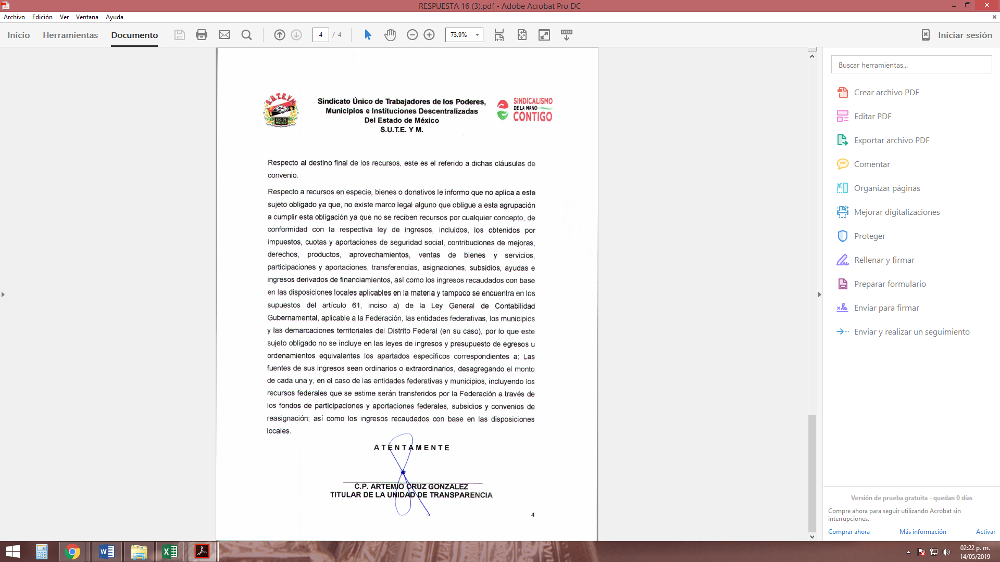 RESPUESTA 16 (3).pdf - Adobe Acrobat Pro DC
Archivo Edición Ver Ventana Ayuda
Inicio Herramientas Documento 4 / 4 73.9% Iniciar sesión
S.U.T.E.Y.M.
EDO. DE MÉXICO
Sindicato Único de Trabajadores de los Poderes,
Municipios e Instituciones Descentralizadas
Del Estado de México
S.U.T.E. Y M.
SINDICALISMO
DE LA MANO
CONTIGO
Respecto al destino final de los recursos, este es el referido a dichas cláusulas de
convenio.
Respecto a recursos en especie, bienes o donativos le informo que no aplica a este
sujeto obligado ya que, no existe marco legal alguno que obligue a esta agrupación
a cumplir esta obligación ya que no se reciben recursos por cualquier concepto, de
conformidad con la respectiva ley de ingresos, incluidos, los obtenidos por
impuestos, cuotas y aportaciones de seguridad social, contribuciones de mejoras,
derechos, productos, aprovechamientos, ventas de bienes y servicios,
participaciones y aportaciones, transferencias, asignaciones, subsidios, ayudas e
ingresos derivados de financiamientos, así como los ingresos recaudados con base
en las disposiciones locales aplicables en la materia y tampoco se encuentra en los
supuestos del artículo 61, inciso a) de la Ley General de Contabilidad
Gubernamental, aplicable a la Federación, las entidades federativas, los municipios
y las demarcaciones territoriales del Distrito Federal (en su caso), por lo que este
sujeto obligado no se incluye en las leyes de ingresos y presupuesto de egresos u
ordenamientos equivalentes los apartados específicos correspondientes a: Las
fuentes de sus ingresos sean ordinarios o extraordinarios, desagregando el monto
de cada una y, en el caso de las entidades federativas y municipios, incluyendo los
recursos federales que se estime serán transferidos por la Federación a través de
los fondos de participaciones y aportaciones federales, subsidios y convenios de
reasignación; así como los ingresos recaudados con base en las disposiciones
locales.
A T E N T A M E N T E
C.P. ARTEMIO CRUZ GONZALEZ
TITULAR DE LA UNIDAD DE TRANSPARENCIA
4
Buscar herramientas...
Crear archivo PDF
Editar PDF
Exportar archivo PDF
Comentar
Organizar páginas
Mejorar digitalizaciones
Proteger
Rellenar y firmar
Preparar formulario
Enviar para firmar
Enviar y realizar un seguimiento
Versión de prueba gratuita - quedan 0 días
Compre ahora para seguir utilizando Acrobat sin
interrupciones.
Comprar ahora Más información Activar
02:22 p. m.
14/05/2019